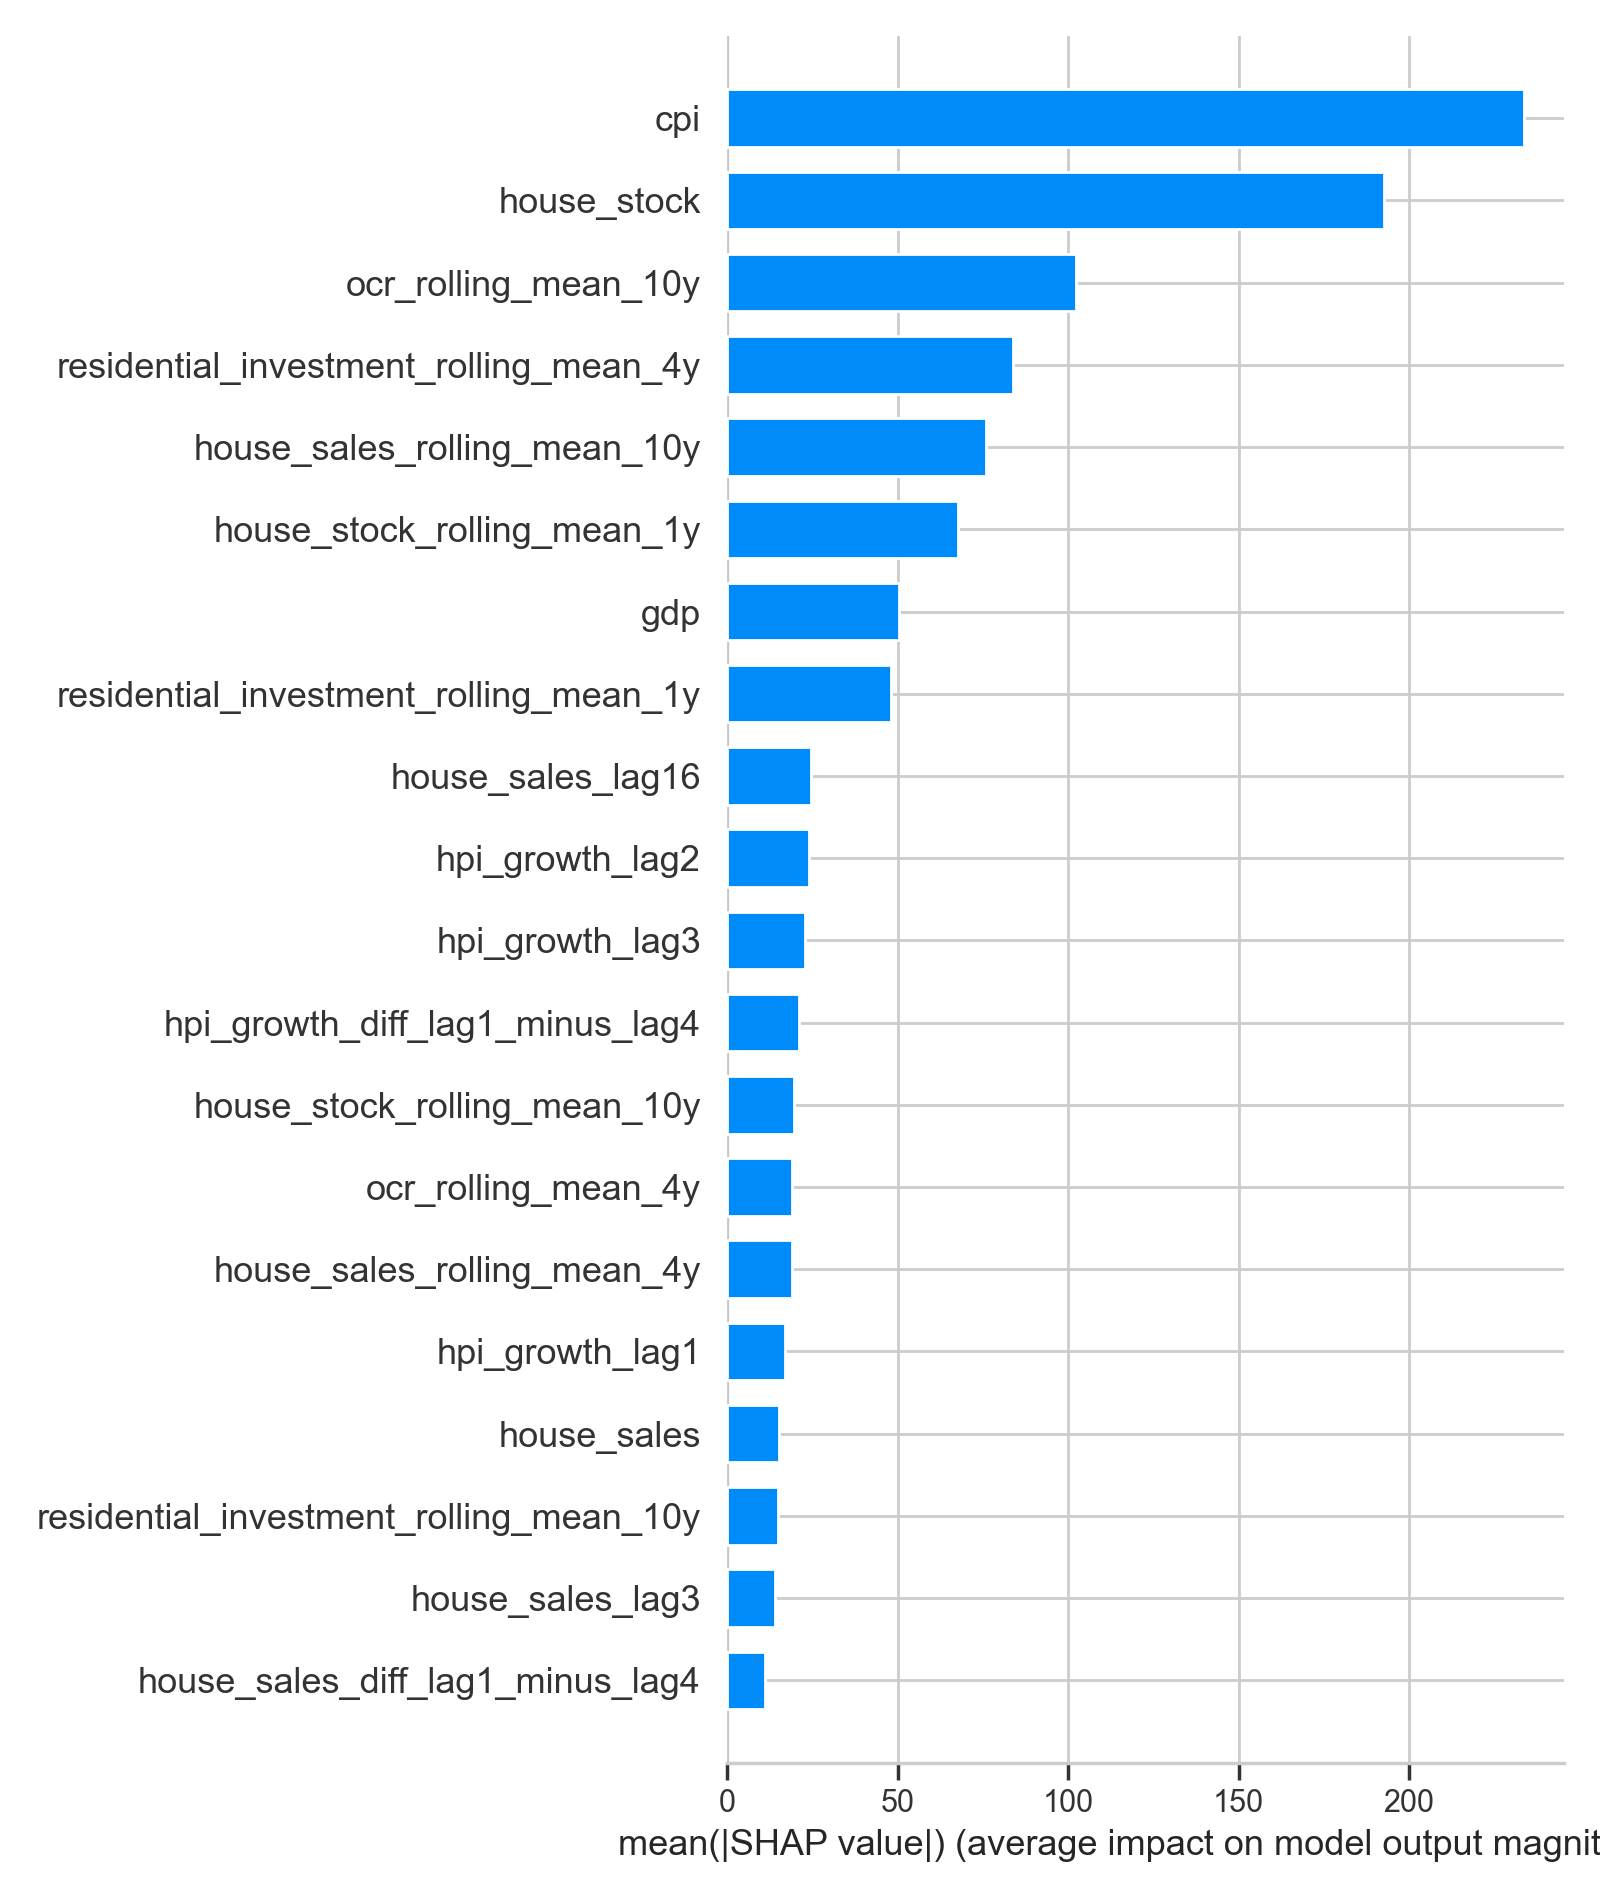 cpi
house_stock
ocr_rolling_mean_10y
residential_investment_rolling_mean_4y
house_sales_rolling_mean_10y
house_stock_rolling_mean_1y
gdp
residential_investment_rolling_mean_1y
house_sales_lag16
hpi_growth_lag2
hpi_growth_lag3
hpi_growth_diff_lag1_minus_lag4
house_stock_rolling_mean_10y
ocr_rolling_mean_4y
house_sales_rolling_mean_4y
hpi_growth_lag1
house_sales
residential_investment_rolling_mean_10y
house_sales_lag3
house_sales_diff_lag1_minus_lag4
0 50 100 150 200
mean(|SHAP value|) (average impact on model output magnit